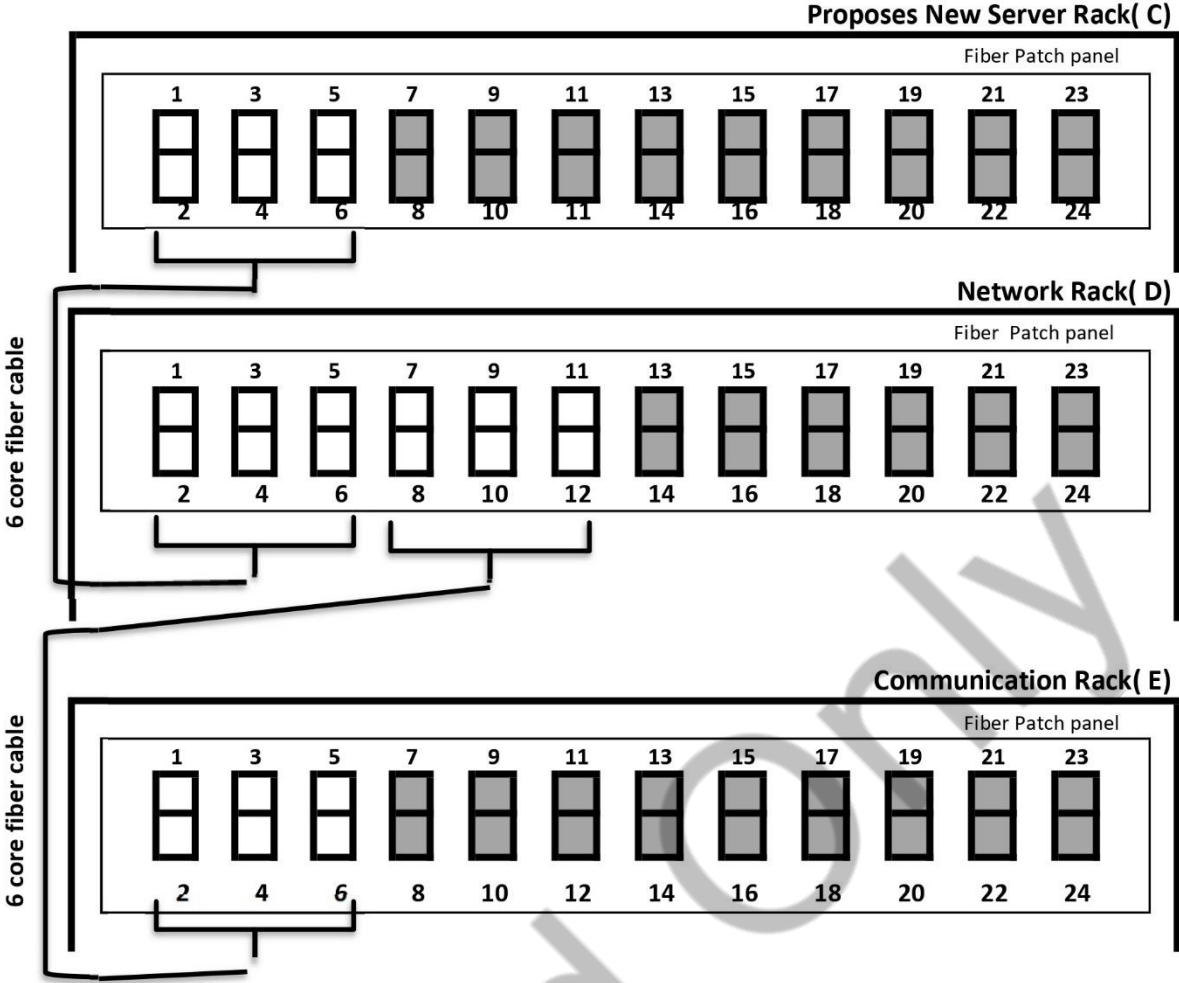 Proposes New Server Rack( C)
Fiber Patch panel
1 3 5 7 9 11 13 15 17 19 21 23
2 4 6 8 10 11 14 16 18 20 22 24
Network Rack( D)
Fiber Patch panel
1 3 5 7 9 11 13 15 17 19 21 23
2 4 6 8 10 12 14 16 18 20 22 24
6 core fiber cable
Communication Rack( E)
Fiber Patch panel
1 3 5 7 9 11 13 15 17 19 21 23
2 4 6 8 10 12 14 16 18 20 22 24
6 core fiber cable
Only